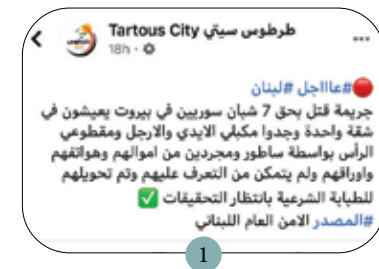 طرطوس سيتي Tartous City
18h
#عاااجل #لبنان
جريمة قتل بحق 7 شبان سوريين في بيروت يعيشون في
شقة واحدة وجدوا مكبلي الايدي والارجل ومقطوعي
الرأس بواسطة ساطور ومجردين من اموالهم وهواتفهم
واوراقهم ولم يتمكن من التعرف عليهم وتم تحويلهم
للطبابة الشرعية بانتظار التحقيقات ✅
#المصدر الامن العام اللبناني
1